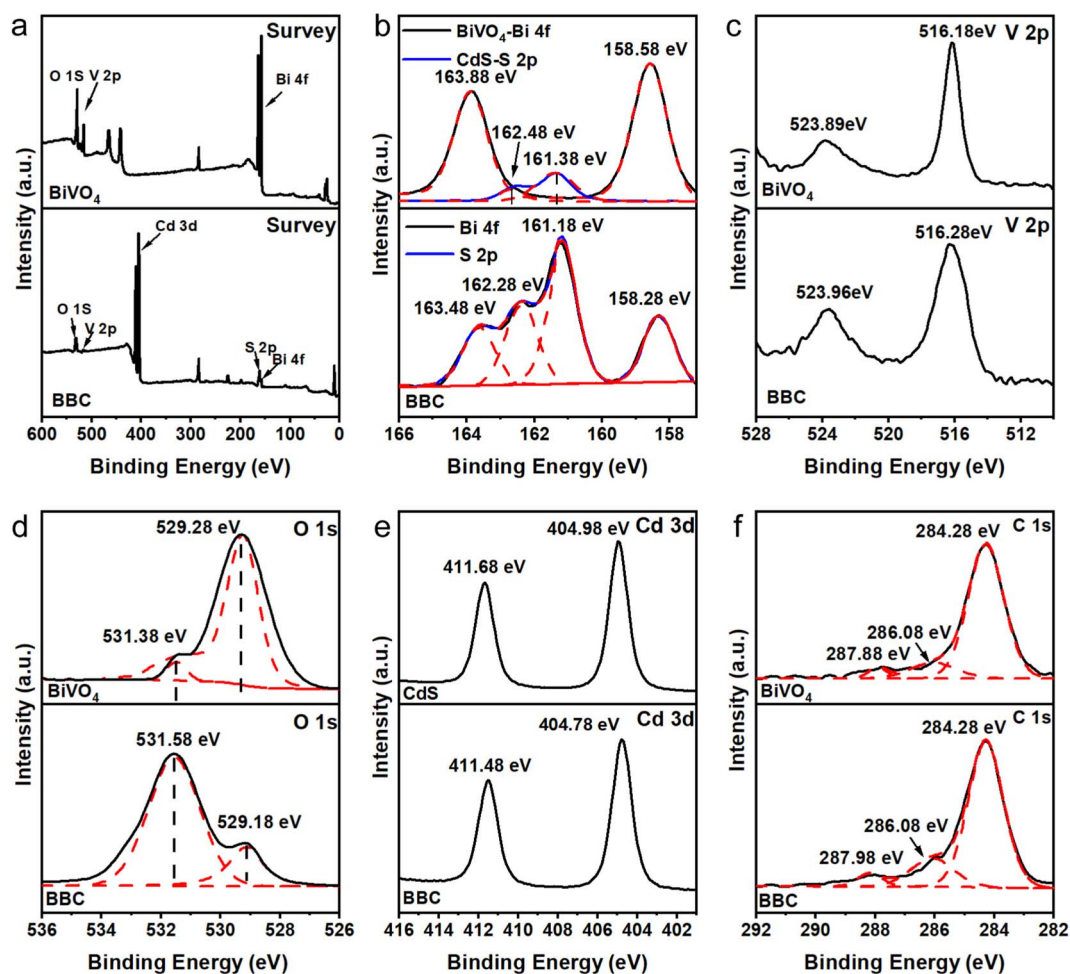 a
Survey
O 1S V 2p
Bi 4f
BiVO₄
Survey
Cd 3d
O 1S
V 2p
S 2p
Bi 4f
BBC
600 500 400 300 200 100 0
Binding Energy (eV)
Intensity (a.u.)
b
BiVO₄-Bi 4f
CdS-S 2p
163.88 eV
158.58 eV
162.48 eV
161.38 eV
Bi 4f
S 2p
161.18 eV
162.28 eV
163.48 eV
158.28 eV
BBC
166 164 162 160 158
Binding Energy (eV)
Intensity (a.u.)
c
516.18eV
V 2p
523.89eV
BiVO₄
V 2p
516.28eV
523.96eV
BBC
528 524 520 516 512
Binding Energy (eV)
Intensity (a.u.)
d
O 1s
529.28 eV
531.38 eV
BiVO₄
O 1s
531.58 eV
529.18 eV
BBC
536 534 532 530 528 526
Binding Energy (eV)
Intensity (a.u.)
e
404.98 eV
Cd 3d
411.68 eV
CdS
404.78 eV
Cd 3d
411.48 eV
BBC
416 414 412 410 408 406 404 402
Binding Energy (eV)
Intensity (a.u.)
f
C 1s
284.28 eV
286.08 eV
287.88 eV
BiVO₄
C 1s
284.28 eV
286.08 eV
287.98 eV
BBC
292 290 288 286 284 282
Binding Energy (eV)
Intensity (a.u.)